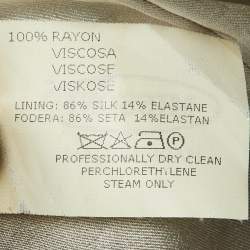 100% RAYON
VISCOSA
VISCOSE
VISKOSE
LINING: 86% SILK 14% ELASTANE
FODERA: 86% SETA 14%ELASTAN
PROFESSIONALLY DRY CLEAN
PERCHLORETHYLENE
STEAM ONLY